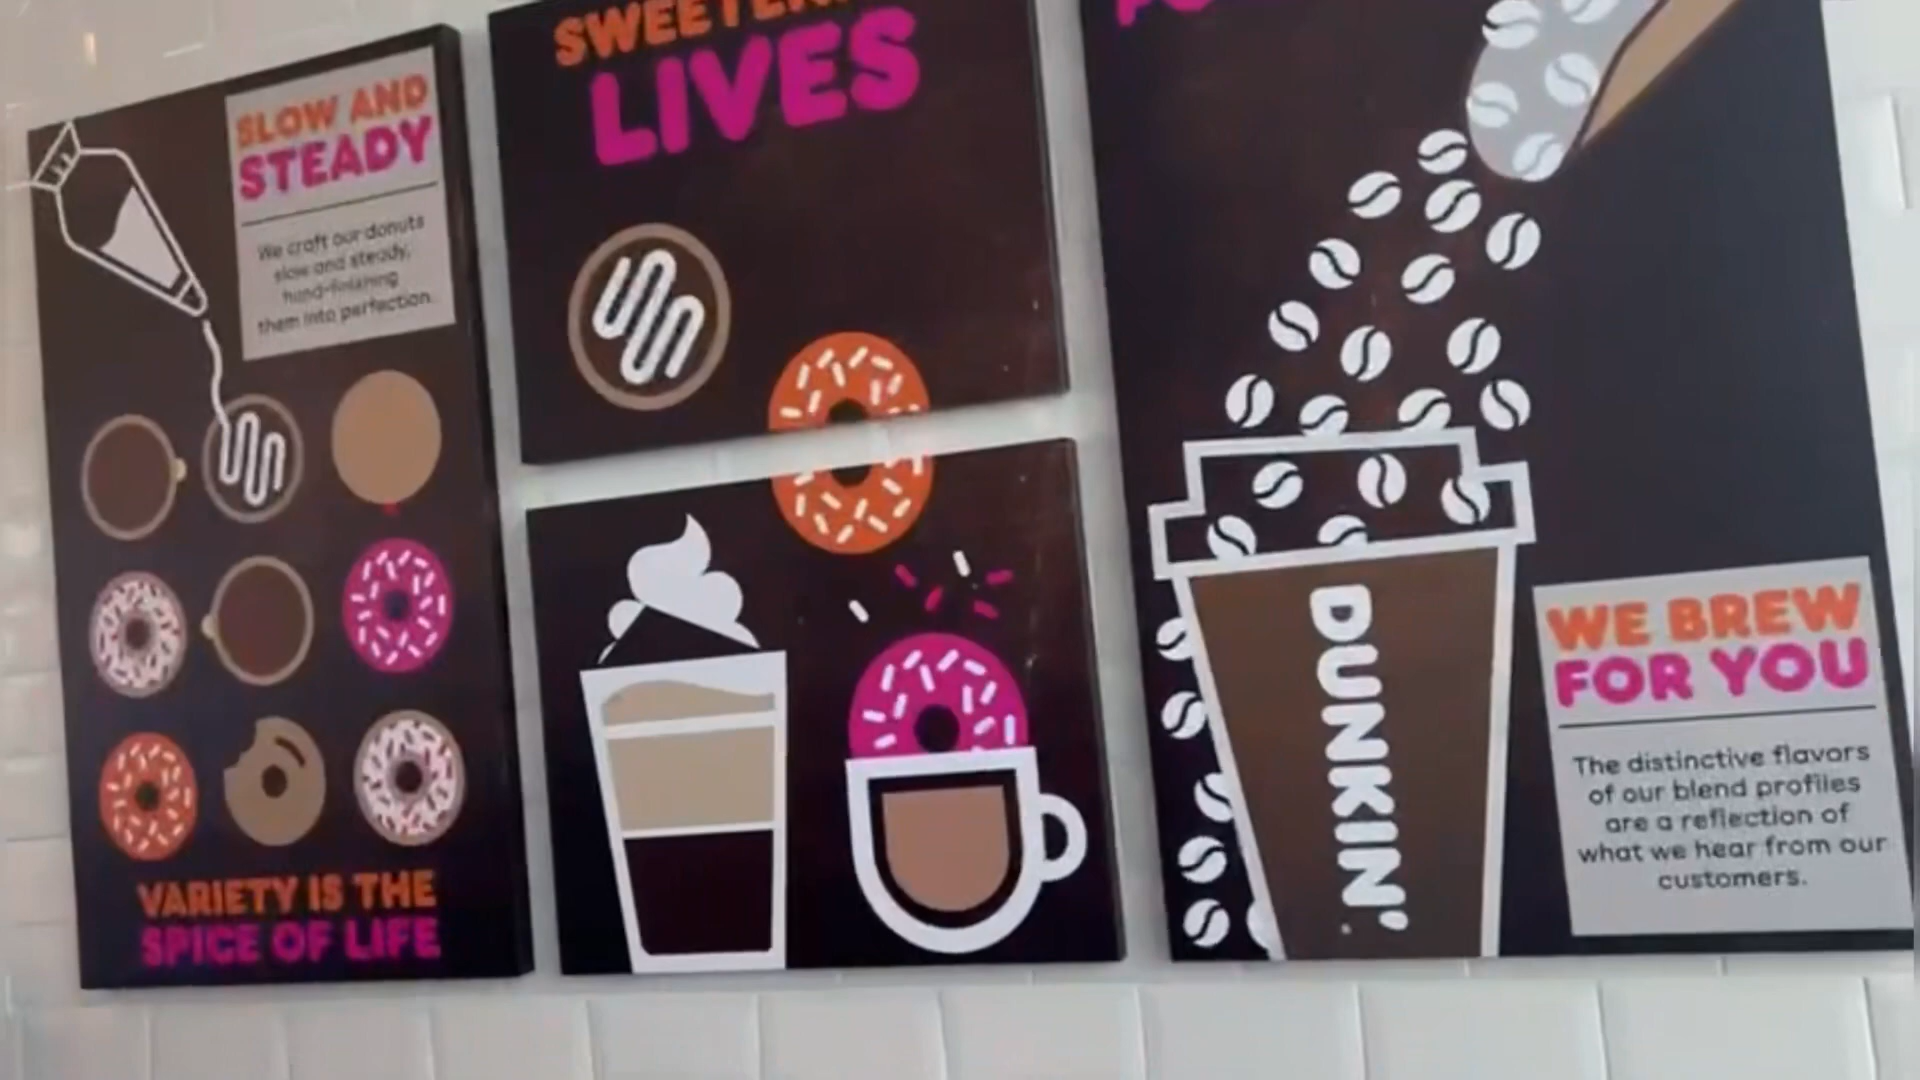 SLOW AND
STEADY
We craft our donuts
slow and steady,
hand-finishing
them into perfection.
VARIETY IS THE
SPICE OF LIFE
LIVES
DUNKIN'
WE BREW
FOR YOU
The distinctive flavors
of our blend profiles
are a reflection of
what we hear from our
customers.